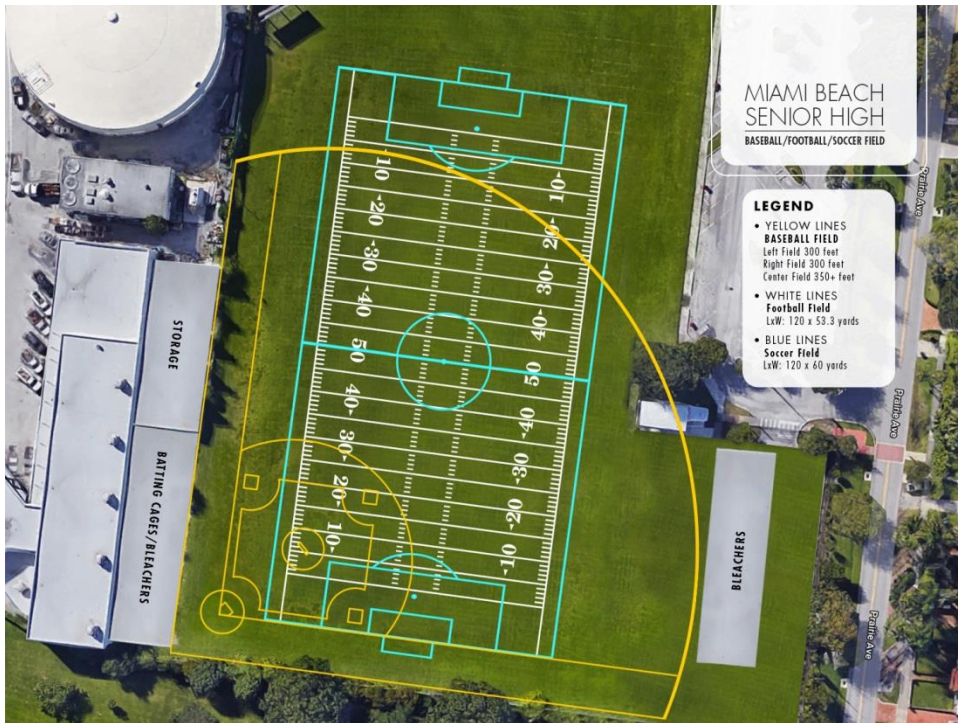 MIAMI BEACH
SENIOR HIGH
BASEBALL/FOOTBALL/SOCCER FIELD
LEGEND
• YELLOW LINES
BASEBALL FIELD
Left Field 300 feet
Right Field 300 feet
Center Field 350+ feet
• WHITE LINES
Football Field
LxW: 120 x 53.3 yards
• BLUE LINES
Soccer Field
LxW: 120 x 60 yards
Prairie Ave
Prairie Ave
Prairie Ave
STORAGE
BATTING CAGES/BLEACHERS
BLEACHERS
-10
-20
-30
-40
50
40-
30-
20-
10-
10-
20-
30-
40-
50
-40
-30
-20
-10